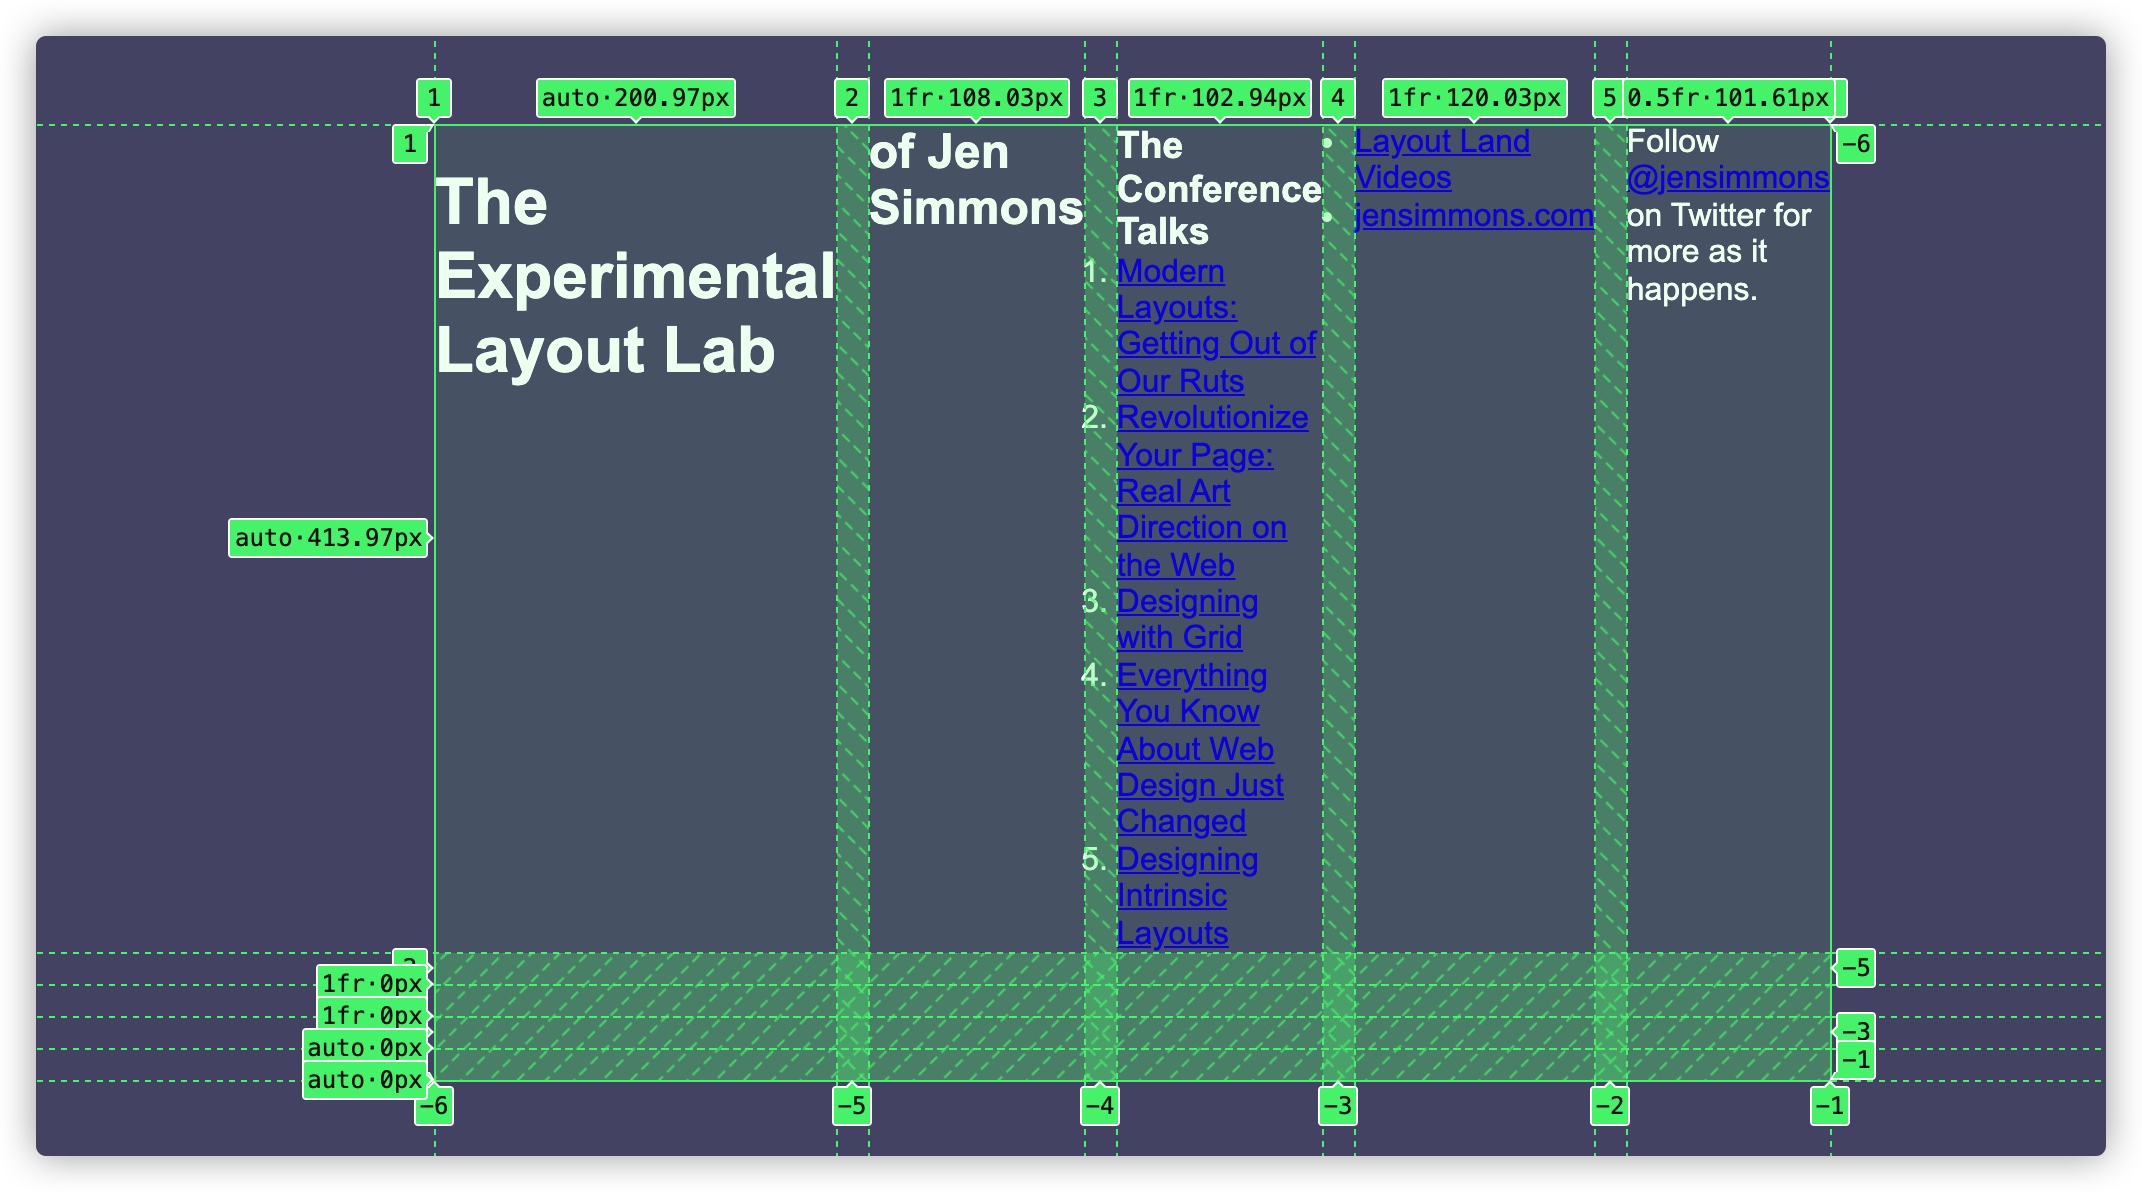 1 auto·200.97px 2 1fr·108.03px 3 1fr·102.94px 4 1fr·120.03px 5 0.5fr·101.61px
1 −6
The
Experimental
Layout Lab
of Jen
Simmons
The
Conference
Talks
1. Modern
Layouts:
Getting Out of
Our Ruts
2. Revolutionize
Your Page:
Real Art
Direction on
the Web
3. Designing
with Grid
4. Everything
You Know
About Web
Design Just
Changed
5. Designing
Intrinsic
Layouts
• Layout Land
Videos
• jensimmons.com
Follow
@jensimmons
on Twitter for
more as it
happens.
auto·413.97px
−5
1fr·0px
1fr·0px
−3
auto·0px
−1
auto·0px
−6 −5 −4 −3 −2 −1